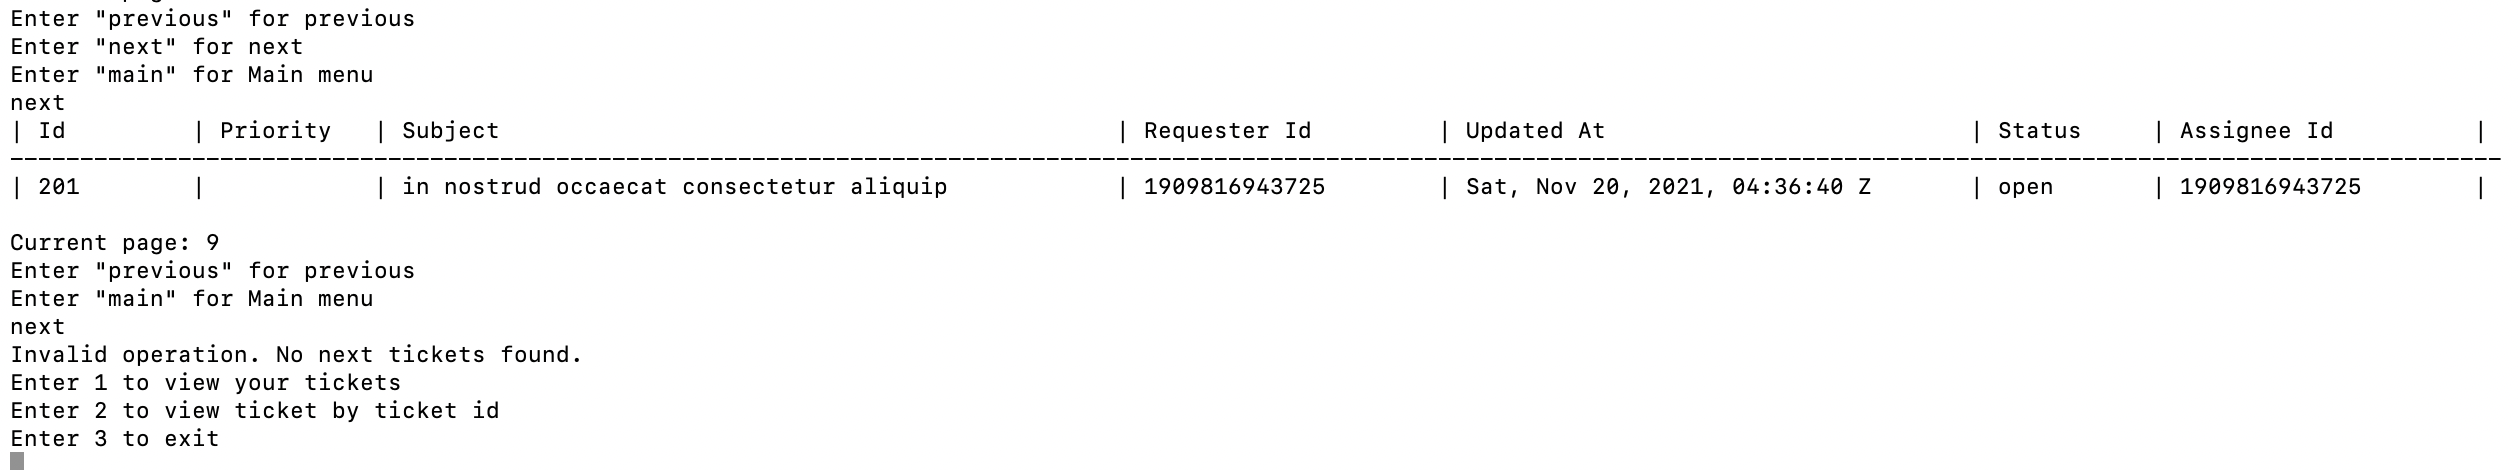 Enter "previous" for previous
Enter "next" for next
Enter "main" for Main menu
next
| Id | Priority | Subject | Requester Id | Updated At | Status | Assignee Id |
| 201 | | in nostrud occaecat consectetur aliquip | 1909816943725 | Sat, Nov 20, 2021, 04:36:40 Z | open | 1909816943725 |
Current page: 9
Enter "previous" for previous
Enter "main" for Main menu
next
Invalid operation. No next tickets found.
Enter 1 to view your tickets
Enter 2 to view ticket by ticket id
Enter 3 to exit